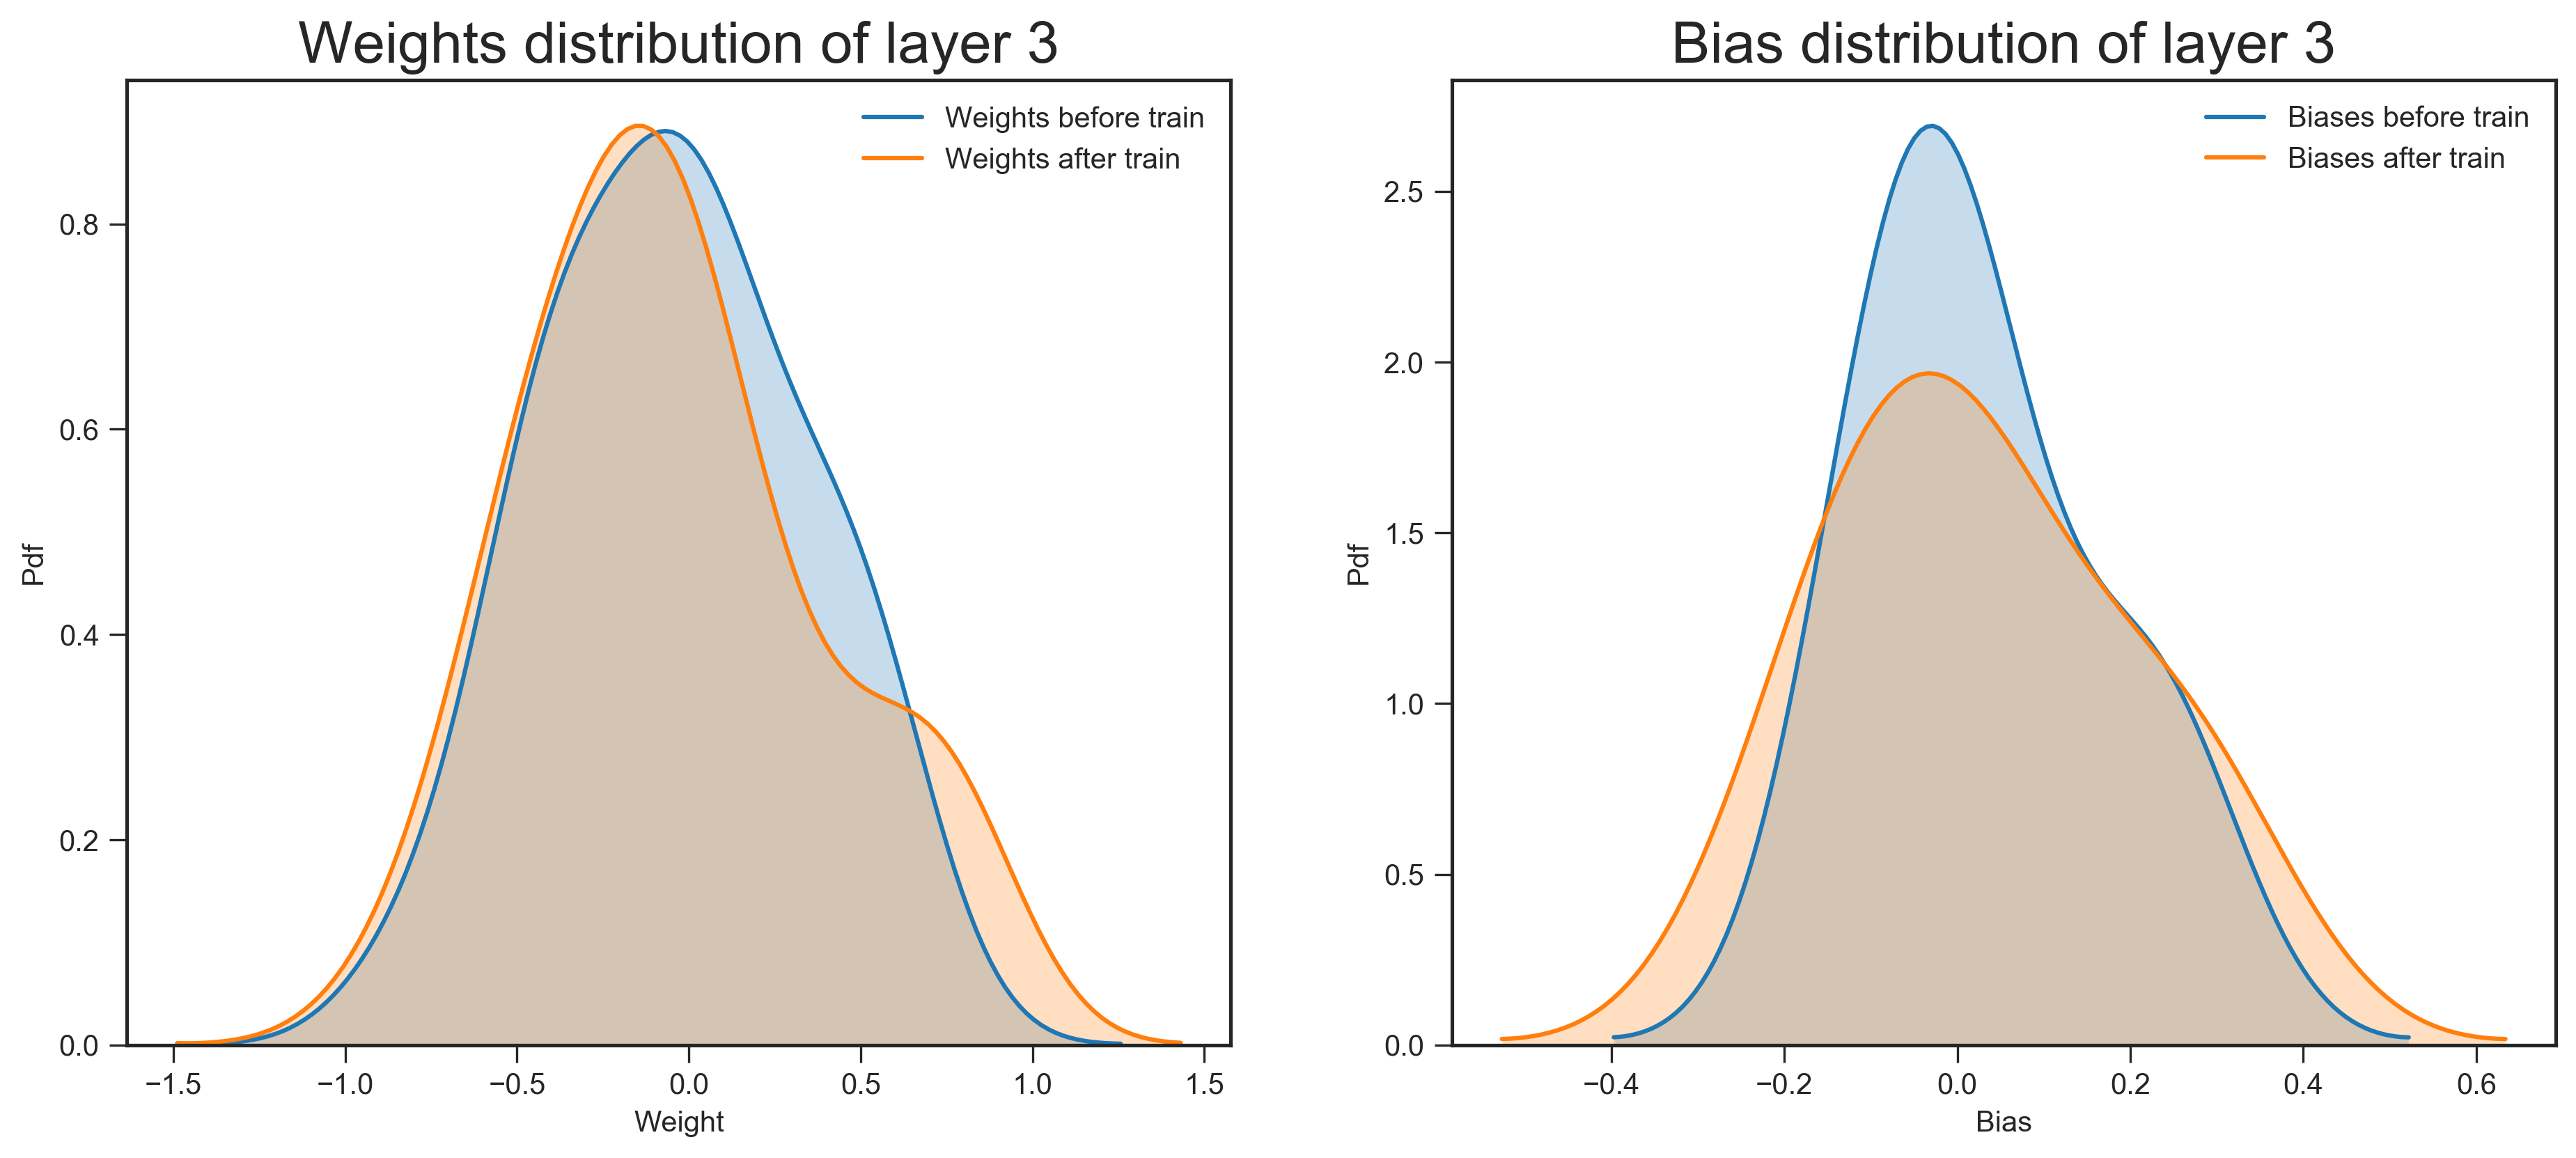 Weights distribution of layer 3
Weights before train
Weights after train
0.8
0.6
0.4
0.2
0.0
Pdf
−1.5 −1.0 −0.5 0.0 0.5 1.0 1.5
Weight
Bias distribution of layer 3
Biases before train
Biases after train
2.5
2.0
1.5
1.0
0.5
0.0
Pdf
−0.4 −0.2 0.0 0.2 0.4 0.6
Bias